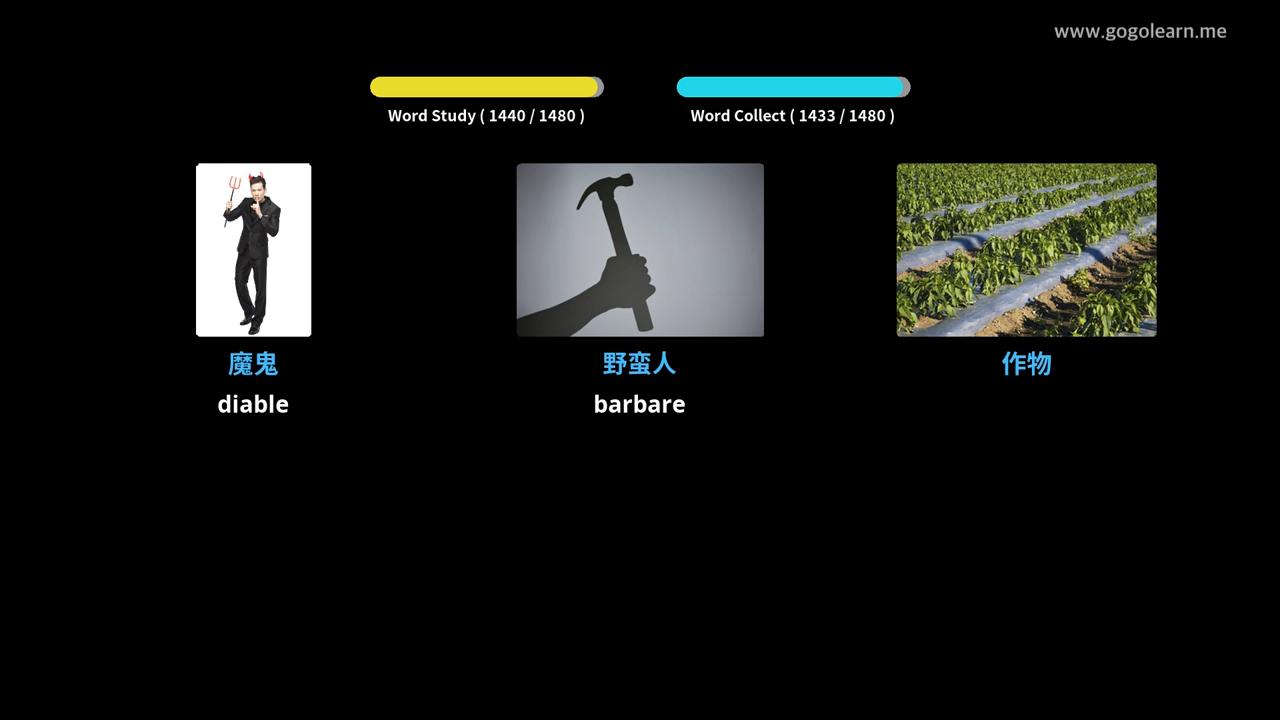 www.gogolearn.me
Word Study ( 1440 / 1480 )
Word Collect ( 1433 / 1480 )
魔鬼
diable
野蛮人
barbare
作物